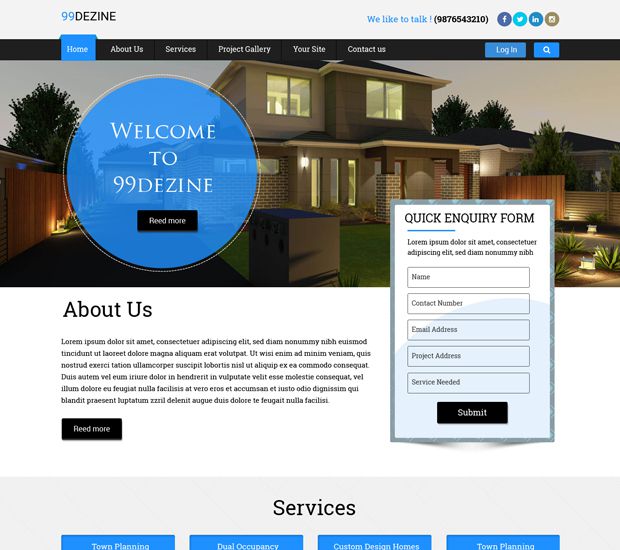 99DEZINE
We like to talk ! (9876543210)
Home About Us Services Project Gallery Your Site Contact us Log In
Welcome
to
99dezine
Reed more
QUICK ENQUIRY FORM
Lorem ipsum dolor sit amet, consectetuer
adipiscing elit, sed diam nonummy nibh
Name
Contact Number
Email Address
Project Address
Service Needed
Submit
About Us
Lorem ipsum dolor sit amet, consectetuer adipiscing elit, sed diam nonummy nibh euismod
tincidunt ut laoreet dolore magna aliquam erat volutpat. Ut wisi enim ad minim veniam, quis
nostrud exerci tation ullamcorper suscipit lobortis nisl ut aliquip ex ea commodo consequat.
Duis autem vel eum iriure dolor in hendrerit in vulputate velit esse molestie consequat, vel
illum dolore eu feugiat nulla facilisis at vero eros et accumsan et iusto odio dignissim qui
blandit praesent luptatum zzril delenit augue duis dolore te feugait nulla facilisi.
Reed more
Services
Town Planning Dual Occupancy Custom Design Homes Town Planning